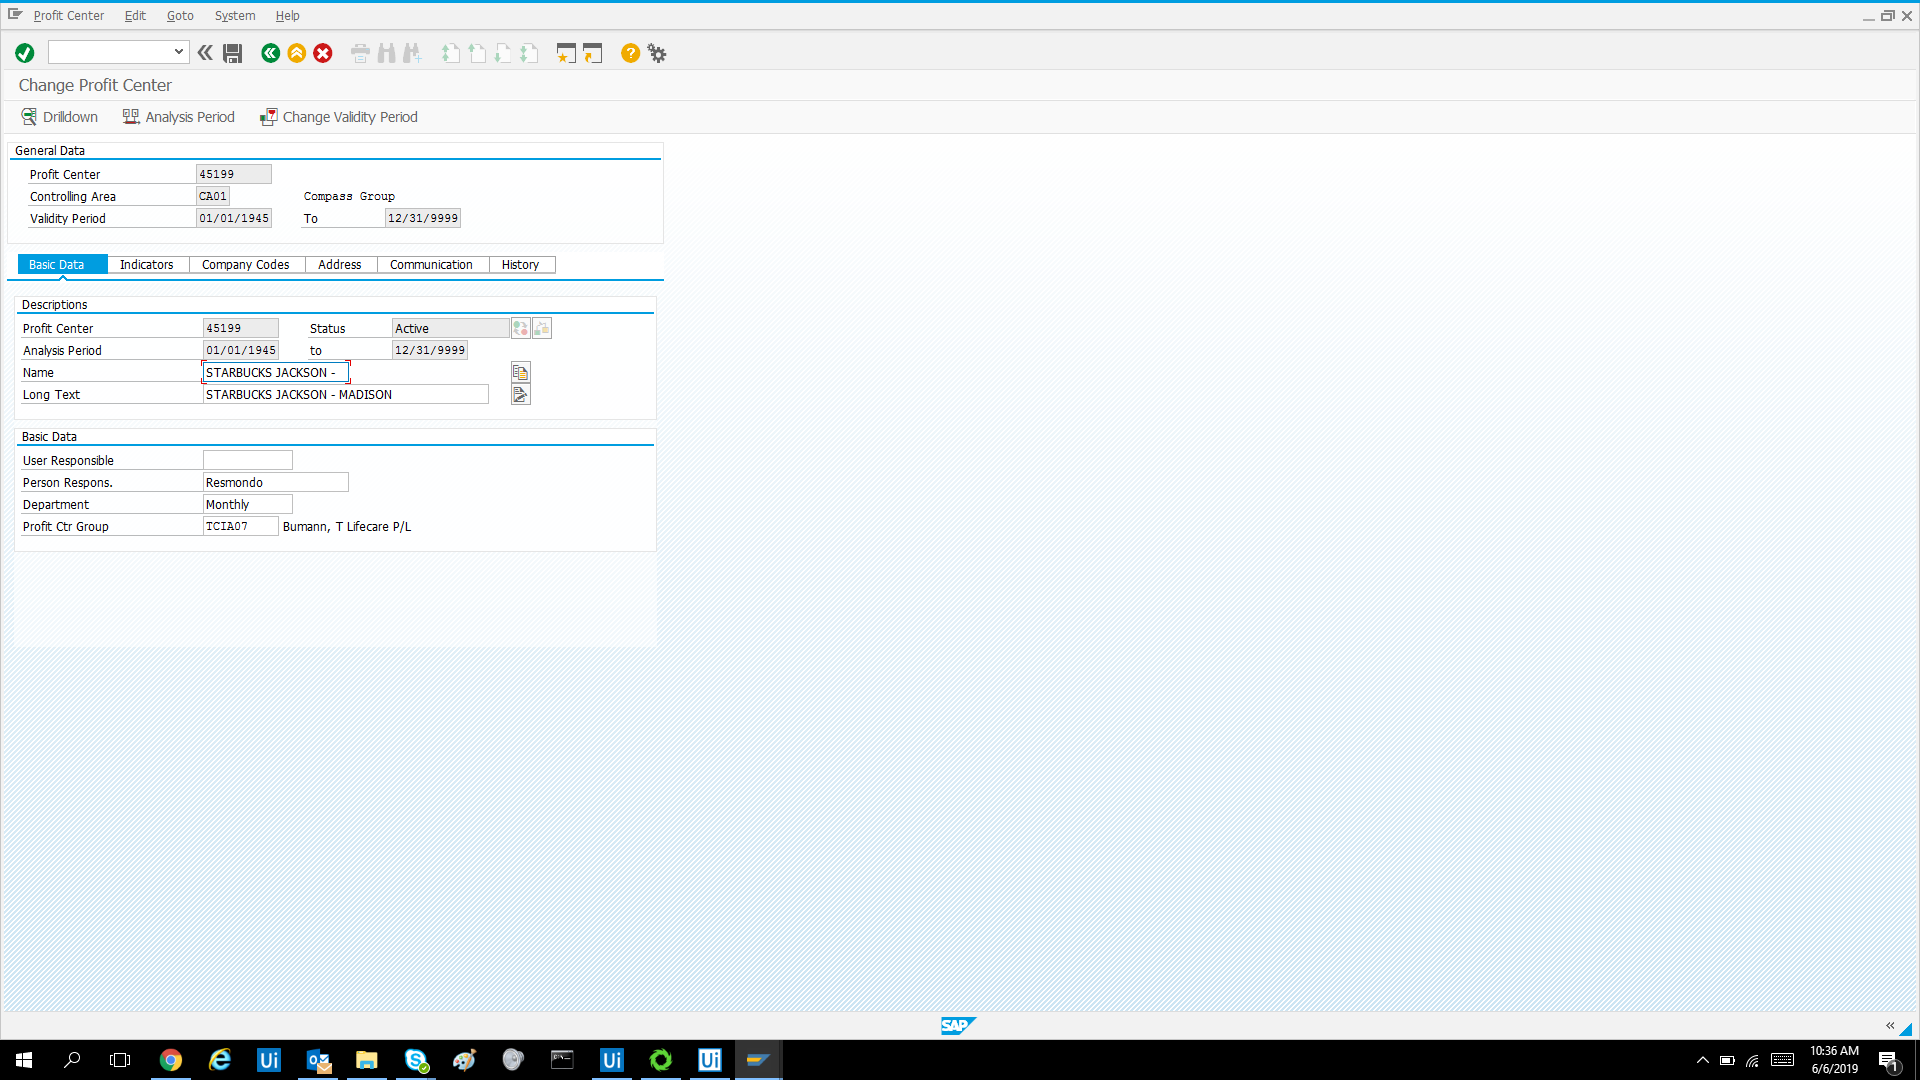 Profit Center Edit Goto System Help
Change Profit Center
Drilldown Analysis Period Change Validity Period
General Data
Profit Center 45199
Controlling Area CA01 Compass Group
Validity Period 01/01/1945 To 12/31/9999
Basic Data Indicators Company Codes Address Communication History
Descriptions
Profit Center 45199 Status Active
Analysis Period 01/01/1945 to 12/31/9999
Name STARBUCKS JACKSON -
Long Text STARBUCKS JACKSON - MADISON
Basic Data
User Responsible
Person Respons. Resmondo
Department Monthly
Profit Ctr Group TCIA07 Bumann, T Lifecare P/L
SAP
Ui Ui Ui
10:36 AM
6/6/2019
1